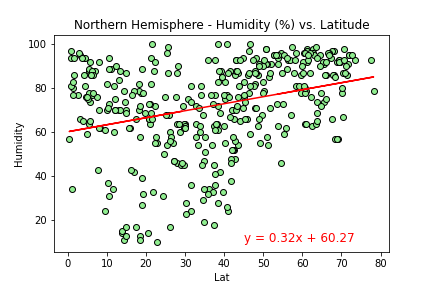 Northern Hemisphere - Humidity (%) vs. Latitude
100
80
60
40
20
Humidity
y = 0.32x + 60.27
0 10 20 30 40 50 60 70 80
Lat